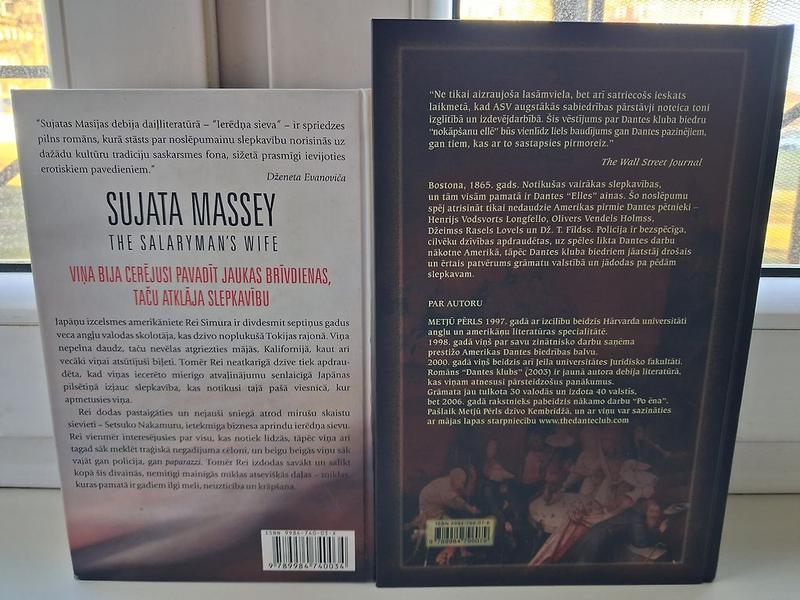 “Sujatas Masījas debija daiļliteratūrā – “Ierēdņa sieva” – ir spriedzes
pilns romāns, kurā stāsts par noslēpumainu slepkavību norisinās uz
dažādu kultūru tradīciju saskarsmes fona, sižetā prasmīgi ievijoties
erotiskiem pavedieniem.”
Dženeta Evanoviča
SUJATA MASSEY
THE SALARYMAN'S WIFE
VIŅA BIJA CERĒJUSI PAVADĪT JAUKAS BRĪVDIENAS,
TAČU ATKLĀJA SLEPKAVĪBU
Japāņu izcelsmes amerikāniete Rei Simura ir divdesmit septiņus gadus
veca angļu valodas skolotāja, kas dzīvo noplukušā Tokijas rajonā. Viņa
nepelna daudz, taču nevēlas atgriezties mājās, Kalifornijā, kaut arī
vecāki viņai atsūtījuši biļeti. Tomēr Rei neatkarīgā dzīve tiek apdrau-
dēta, kad viņas iecerēto mierīgo atvaļinājumu senlaicīgā Japānas
pilsētiņā izjauc slepkavība, kas notikusi tajā pašā viesnīcā, kur
apmetusies viņa.
Rei dodas pastaigāties un nejauši sniegā atrod mirušu skaistu
sievieti – Setsuko Nakamuru, ietekmīga biznesa aprindu ierēdņa sievu.
Rei vienmēr interesējusies par visu, kas notiek līdzās, tāpēc viņa arī
tagad sāk meklēt traģiskā negadījuma cēloni, un beigu beigās viņu sāk
vajāt gan policija, gan paparazzi. Tomēr Rei izdodas savākt un salikt
kopā šīs divainās, nemitīgi mainīgās mīklas atsevišķās daļas – mīklas,
kuras pamatā ir gadiem ilgi meli, neuzticība un krāpšana.
ISBN 9984-740-03-X
9 789984 740034
“Ne tikai aizraujoša lasāmviela, bet arī satriecošs ieskats
laikmetā, kad ASV augstākās sabiedrības pārstāvji noteica toni
izglītībā un izdevējdarbībā. Šis vēstījums par Dantes kluba biedru
“nokāpšanu ellē” būs vienlīdz liels baudījums gan Dantes pazinējiem,
gan tiem, kas ar to sastapsies pirmoreiz.”
The Wall Street Journal
Bostona, 1865. gads. Notikušas vairākas slepkavības,
un tām visām pamatā ir Dantes “Elles” ainas. Šo noslēpumu
spēj atrisināt tikai nedaudzie Amerikas pirmie Dantes pētnieki –
Henrijs Vodsvorts Longfello, Olivers Vendels Holmss,
Džeimss Rasels Lovels un Dž. T. Fīldss. Policija ir bezspēcīga,
cilvēku dzīvības apdraudētas, uz spēles likta Dantes darbu
nākotne Amerikā, tāpēc Dantes kluba biedriem jāatstāj drošais
un ērtais patvērums grāmatu valstībā un jādodas pa pēdām
slepkavam.
PAR AUTORU
METJŪ PĒRLS 1997. gadā ar izcilību beidzis Hārvarda universitāti
angļu un amerikāņu literatūras specialitātē.
1998. gadā viņš par savu zinātnisko darbu saņēma
prestižo Amerikas Dantes biedrības balvu.
2000. gadā viņš beidzis arī Jeila universitātes Juridisko fakultāti.
Romāns “Dantes klubs” (2003) ir jaunā autora debija literatūrā,
kas viņam atnesusi pārsteidzošus panākumus.
Grāmata jau tulkota 30 valodās un izdota 40 valstīs,
bet 2006. gadā rakstnieks pabeidzis nākamo darbu “Po ēna”.
Pašlaik Metjū Pērls dzīvo Kembridžā, un ar viņu var sazināties
ar mājas lapas starpniecību www.thedanteclub.com
ISBN 9984-790-01-0
9 789984 790019